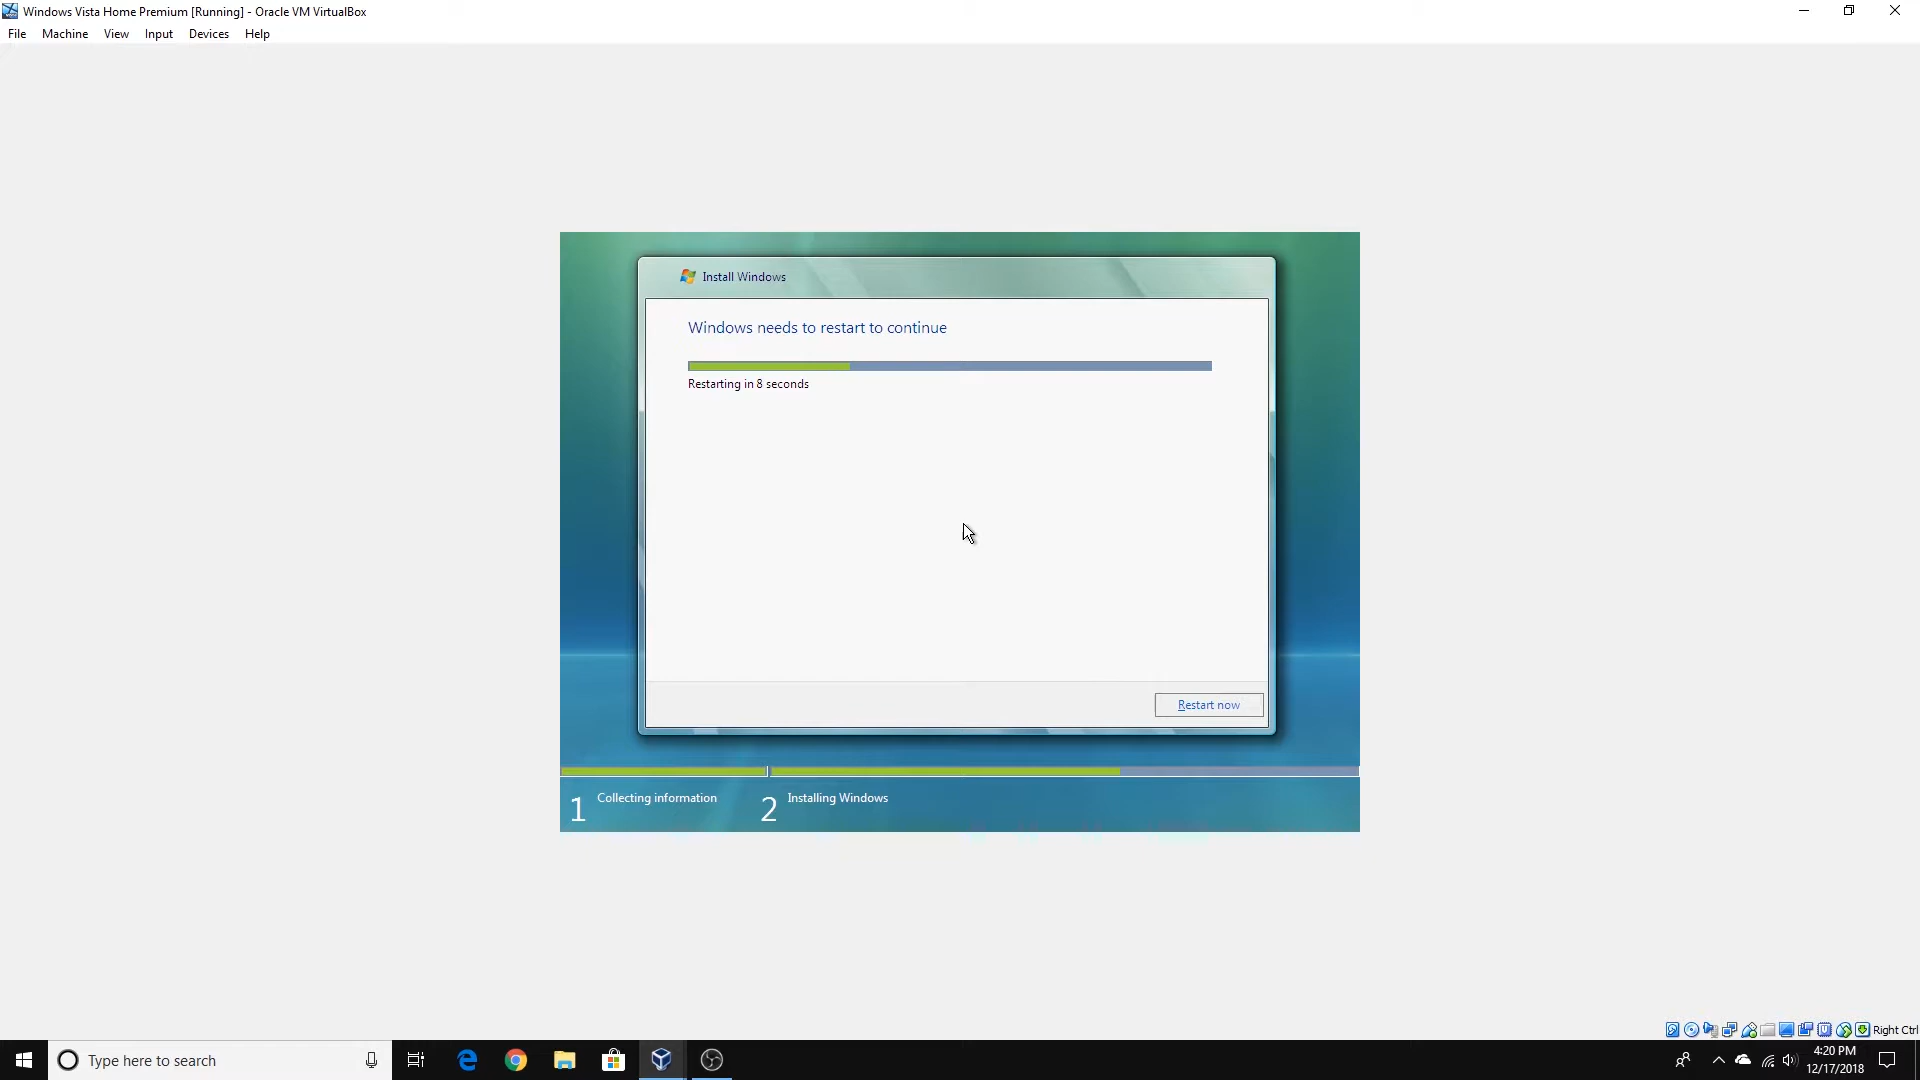 Windows Vista Home Premium [Running] - Oracle VM VirtualBox
File Machine View Input Devices Help
Install Windows
Windows needs to restart to continue
Restarting in 8 seconds
Restart now
1 Collecting information 2 Installing Windows
Right Ctrl
Type here to search
4:20 PM
12/17/2018